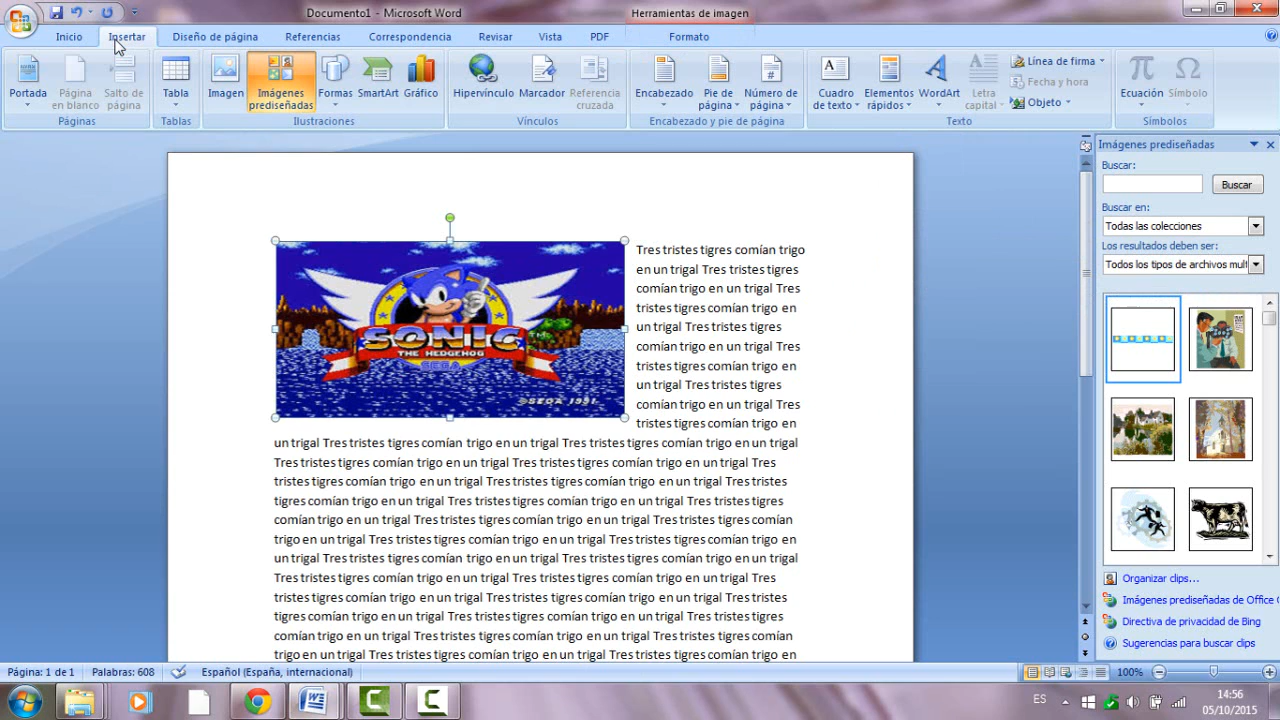 Documento1 - Microsoft Word
Herramientas de imagen
Inicio
Insertar
Diseño de página
Referencias
Correspondencia
Revisar
Vista
PDF
Formato
Portada
Página en blanco
Salto de página
Páginas
Tabla
Tablas
Imagen
Imágenes prediseñadas
Formas
SmartArt
Gráfico
Ilustraciones
Hipervínculo
Marcador
Referencia cruzada
Vínculos
Encabezado
Pie de página
Número de página
Encabezado y pie de página
Cuadro de texto
Elementos rápidos
WordArt
Letra capital
Línea de firma
Fecha y hora
Objeto
Texto
Ecuación
Símbolo
Símbolos
SONIC
THE HEDGEHOG
SEGA
©SEGA 1991
Tres tristes tigres comían trigo
en un trigal Tres tristes tigres
comían trigo en un trigal Tres
tristes tigres comían trigo en
un trigal Tres tristes tigres
comían trigo en un trigal Tres
tristes tigres comían trigo en
un trigal Tres tristes tigres
comían trigo en un trigal Tres
tristes tigres comían trigo en
un trigal Tres tristes tigres comían trigo en un trigal Tres tristes tigres comían trigo en un trigal
Tres tristes tigres comían trigo en un trigal Tres tristes tigres comían trigo en un trigal Tres
tristes tigres comían trigo en un trigal Tres tristes tigres comían trigo en un trigal Tres tristes
tigres comían trigo en un trigal Tres tristes tigres comían trigo en un trigal Tres tristes tigres
comían trigo en un trigal Tres tristes tigres comían trigo en un trigal Tres tristes tigres comían
trigo en un trigal Tres tristes tigres comían trigo en un trigal Tres tristes tigres comían trigo en
un trigal Tres tristes tigres comían trigo en un trigal Tres tristes tigres comían trigo en un trigal
Tres tristes tigres comían trigo en un trigal Tres tristes tigres comían trigo en un trigal Tres
tristes tigres comían trigo en un trigal Tres tristes tigres comían trigo en un trigal Tres tristes
tigres comían trigo en un trigal Tres tristes tigres comían trigo en un trigal Tres tristes tigres
comían trigo en un trigal Tres tristes tigres comían trigo en un trigal Tres tristes tigres comían
trigo en un trigal Tres tristes tigres comían trigo en un trigal Tres tristes tigres comían trigo en
Imágenes prediseñadas
Buscar:
Buscar
Buscar en:
Todas las colecciones
Los resultados deben ser:
Todos los tipos de archivos mult
Organizar clips...
Imágenes prediseñadas de Office
Directiva de privacidad de Bing
Sugerencias para buscar clips
Página: 1 de 1
Palabras: 608
Español (España, internacional)
100%
ES
14:56
05/10/2015